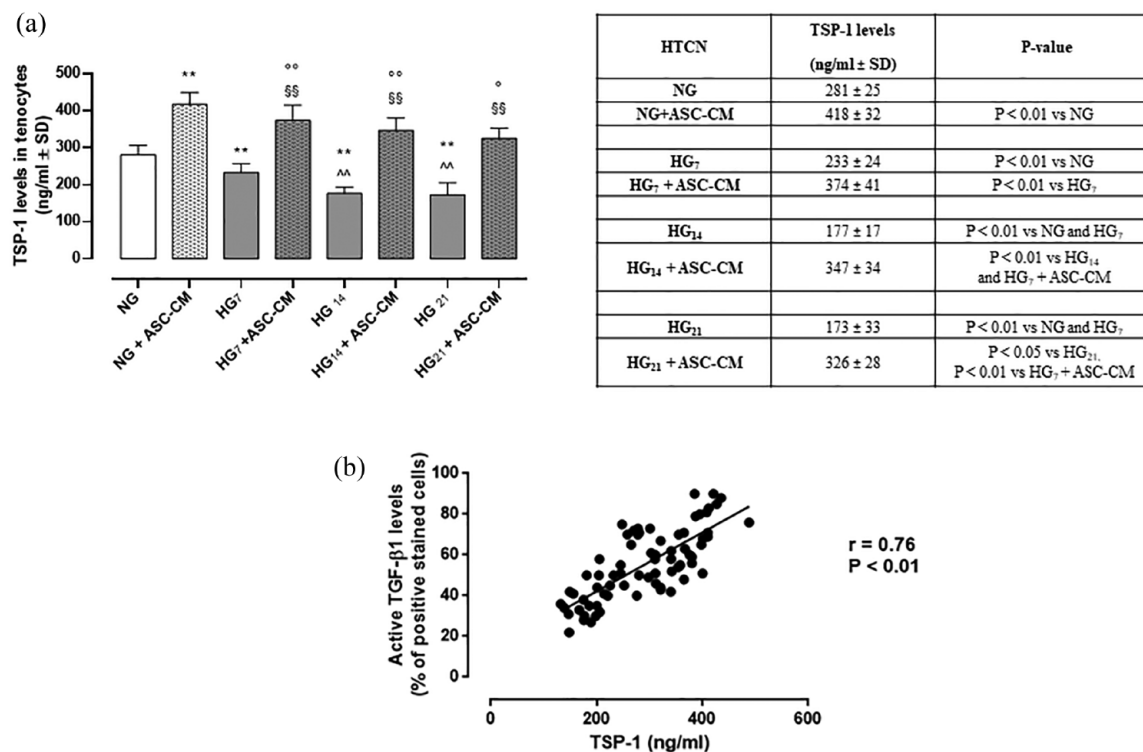 (a)
TSP-1 levels in tenocytes
(ng/ml ± SD)
500
400
300
200
100
0
**
**
°°
§§
**
^^
°°
§§
**
^^
°
§§
NG
NG + ASC-CM
HG7
HG7 +ASC-CM
HG 14
HG14 + ASC-CM
HG 21
HG21 + ASC-CM
HTCN TSP-1 levels (ng/ml ± SD) P-value
NG 281 ± 25
NG+ASC-CM 418 ± 32 P < 0.01 vs NG
HG7 233 ± 24 P < 0.01 vs NG
HG7 + ASC-CM 374 ± 41 P < 0.01 vs HG7
HG14 177 ± 17 P < 0.01 vs NG and HG7
HG14 + ASC-CM 347 ± 34 P < 0.01 vs HG14
and HG7 + ASC-CM
HG21 173 ± 33 P < 0.01 vs NG and HG7
HG21 + ASC-CM 326 ± 28 P < 0.05 vs HG21,
P < 0.01 vs HG7 + ASC-CM
(b)
Active TGF-β1 levels
(% of positive stained cells)
100
80
60
40
20
0
0 200 400 600
TSP-1 (ng/ml)
r = 0.76
P < 0.01